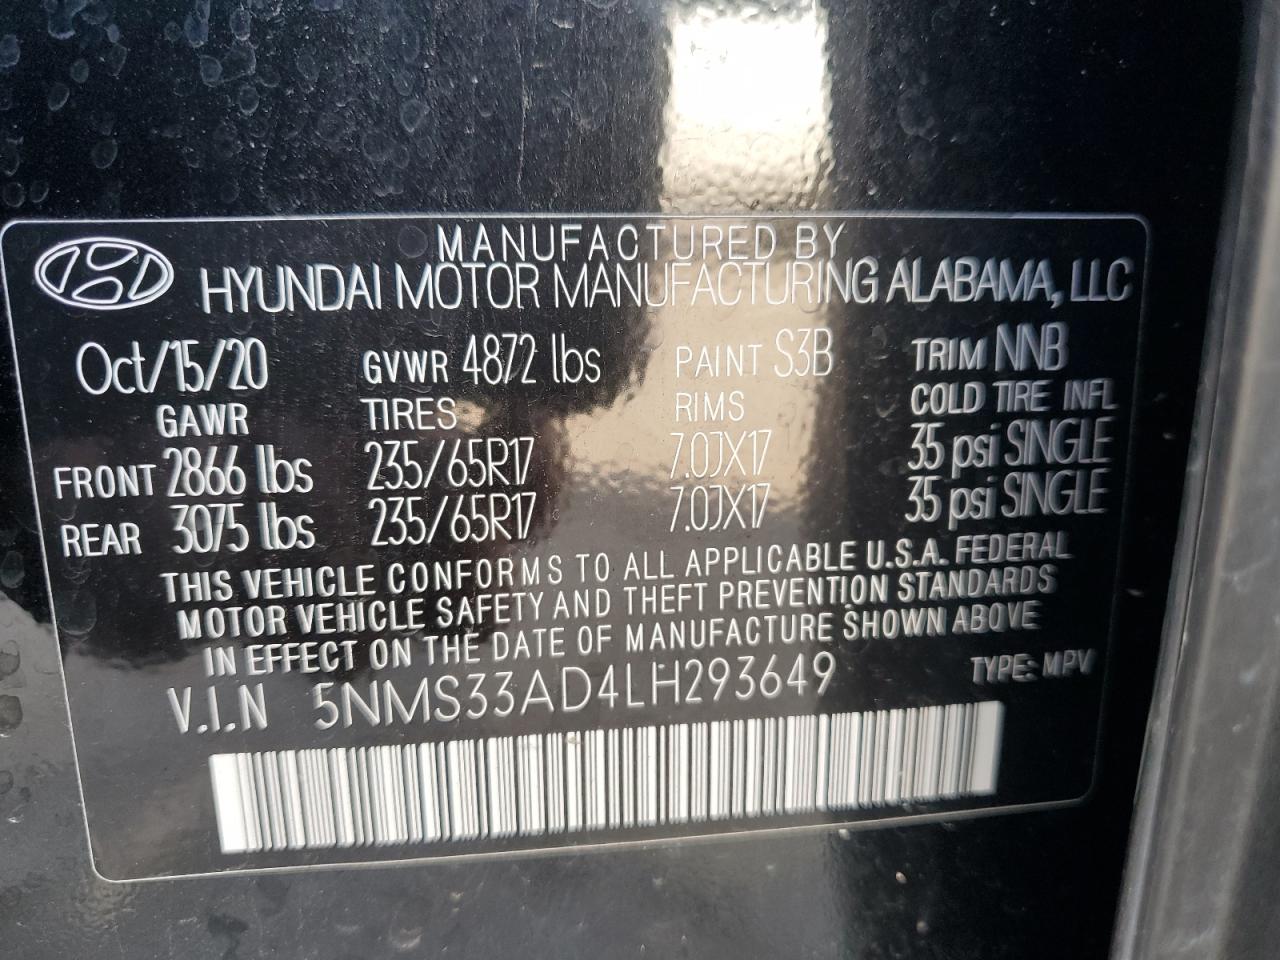 MANUFACTURED BY
HYUNDAI MOTOR MANUFACTURING ALABAMA, LLC
Oct/15/20 GVWR 4872 lbs PAINT S3B TRIM NNB
GAWR TIRES RIMS COLD TIRE INFL
FRONT 2866 lbs 235/65R17 7.0JX17 35 psi SINGLE
REAR 3075 lbs 235/65R17 7.0JX17 35 psi SINGLE
THIS VEHICLE CONFORMS TO ALL APPLICABLE U.S.A. FEDERAL
MOTOR VEHICLE SAFETY AND THEFT PREVENTION STANDARDS
IN EFFECT ON THE DATE OF MANUFACTURE SHOWN ABOVE
V.I.N 5NMS33AD4LH293649 TYPE: MPV